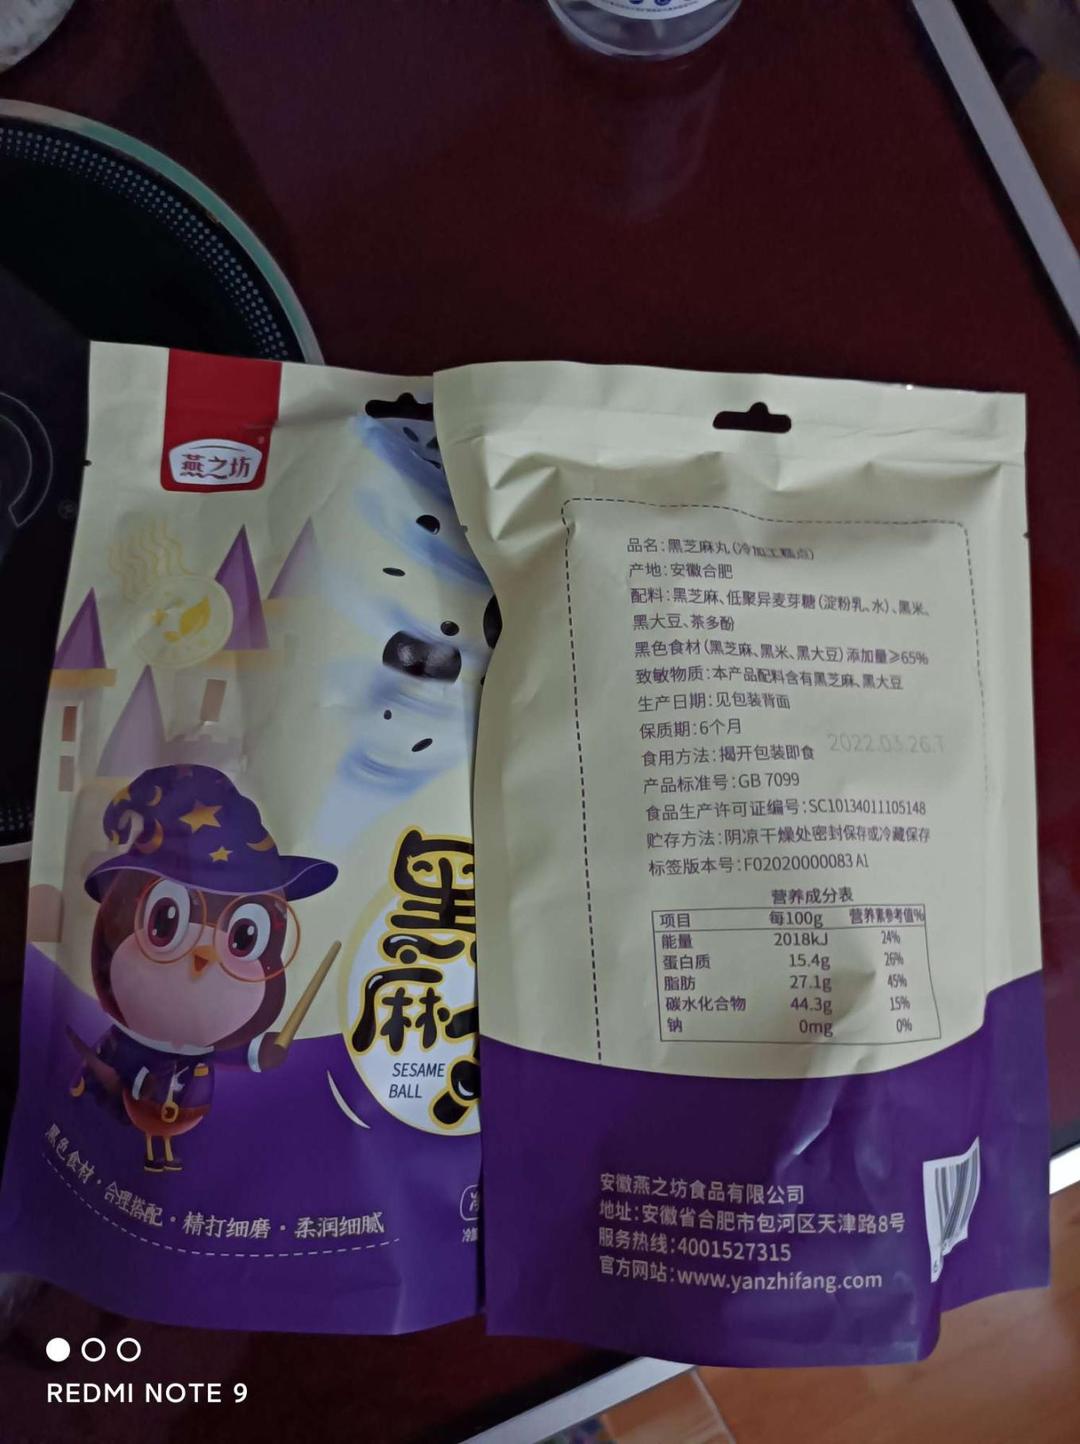 燕之坊
黑
麻
SESAME
BALL
黑色食材·合理搭配·精打细磨·柔润细腻
品名:黑芝麻丸(冷加工糕点)
产地:安徽合肥
配料:黑芝麻、低聚异麦芽糖(淀粉乳、水)、黑米、
黑大豆、茶多酚
黑色食材(黑芝麻、黑米、黑大豆)添加量≥65%
致敏物质:本产品配料含有黑芝麻、黑大豆
生产日期:见包装背面
保质期:6个月
食用方法:揭开包装即食
2022.03.26.T
产品标准号:GB 7099
食品生产许可证编号:SC10134011105148
贮存方法:阴凉干燥处密封保存或冷藏保存
标签版本号:F02020000083 A1
营养成分表
项目 每100g 营养素参考值%
能量 2018kJ 24%
蛋白质 15.4g 26%
脂肪 27.1g 45%
碳水化合物 44.3g 15%
钠 0mg 0%
安徽燕之坊食品有限公司
地址:安徽省合肥市包河区天津路8号
服务热线:4001527315
官方网站:www.yanzhifang.com
REDMI NOTE 9